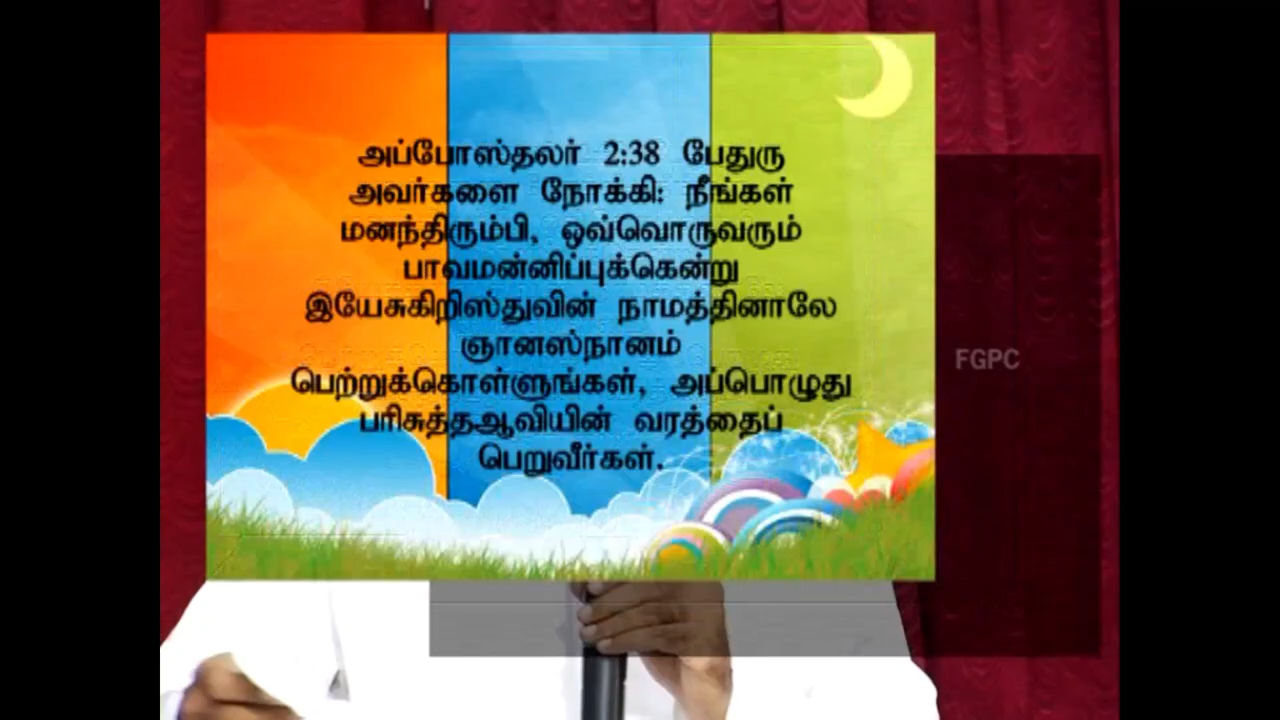 அப்போஸ்தலர் 2:38 பேதுரு
அவர்களை நோக்கி: நீங்கள்
மனந்திரும்பி, ஒவ்வொருவரும்
பாவமன்னிப்புக்கென்று
இயேசுகிறிஸ்துவின் நாமத்தினாலே
ஞானஸ்நானம்
பெற்றுக்கொள்ளுங்கள், அப்பொழுது
பரிசுத்தஆவியின் வரத்தைப்
பெறுவீர்கள்.
FGPC